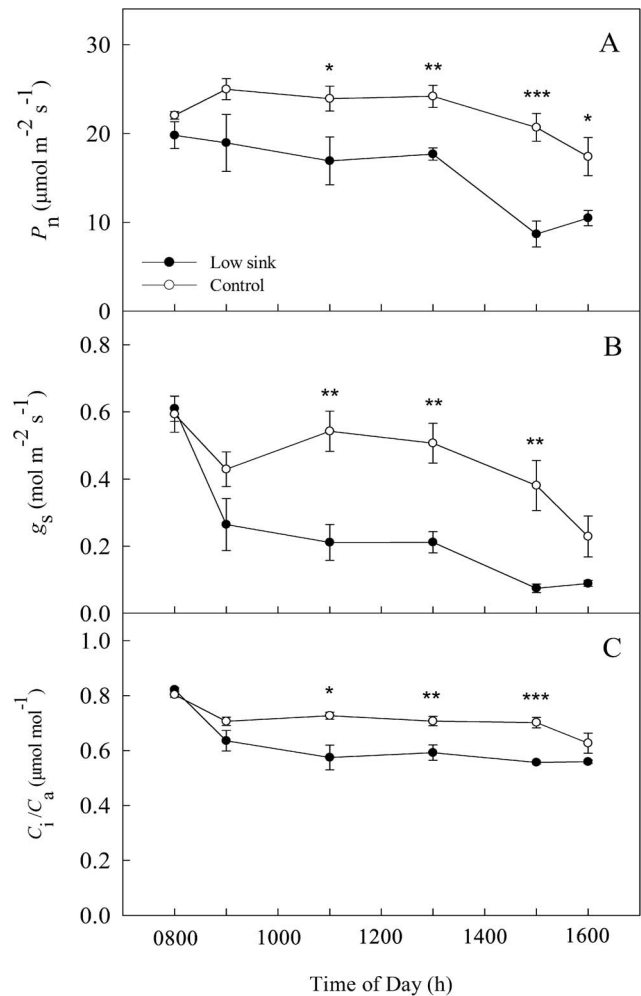 A
30
20
10
0
Pn (μmol m-2 s-1)
* ** *** *
Low sink
Control
B
0.8
0.6
0.4
0.2
0.0
gs (mol m-2 s-1)
** ** **
C
1.0
0.8
0.6
0.4
0.2
0.0
Ci/Ca (μmol mol-1)
* ** ***
0800 1000 1200 1400 1600
Time of Day (h)